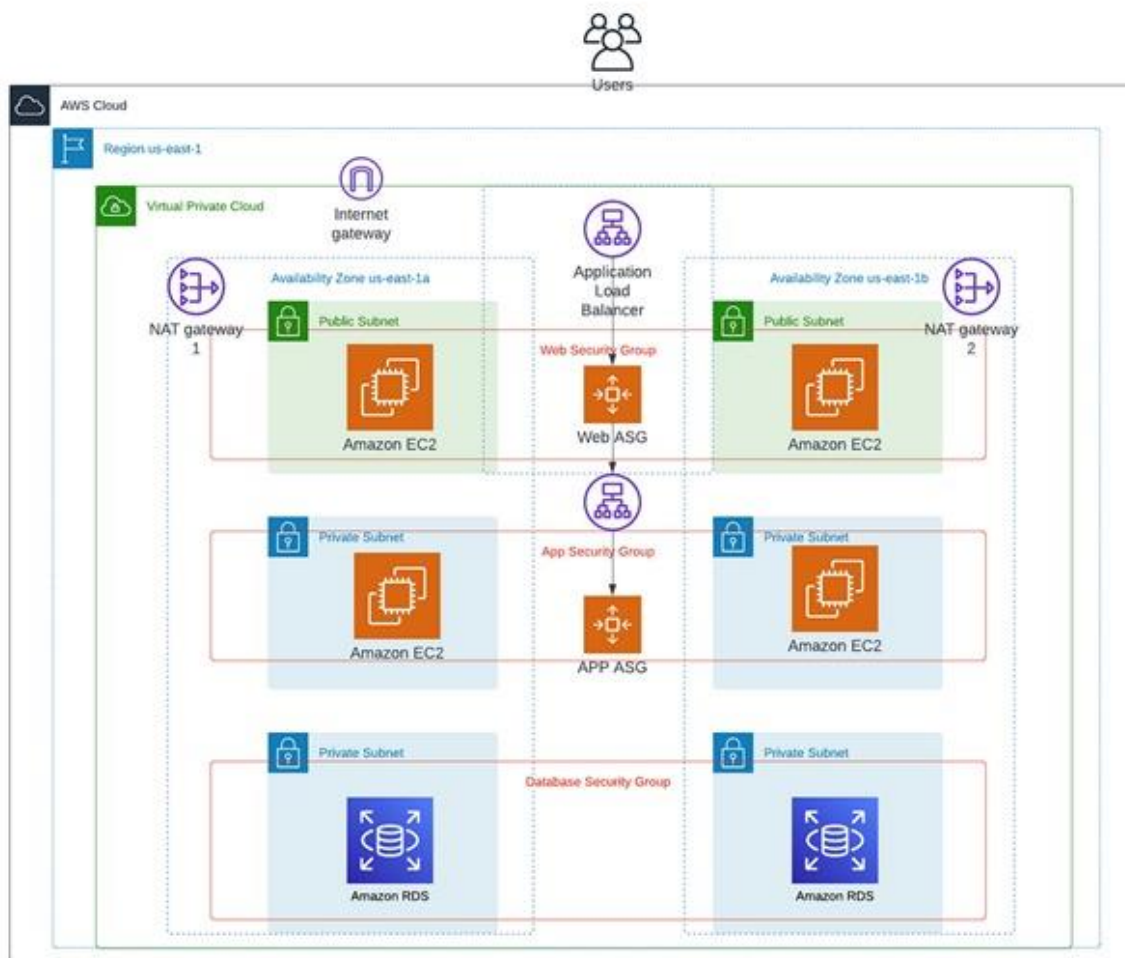 Users
AWS Cloud
Region us-east-1
Virtual Private Cloud
Internet
gateway
Application
Load
Balancer
Availability Zone us-east-1a
Availability Zone us-east-1b
NAT gateway
1
Public Subnet
Public Subnet
NAT gateway
2
Web Security Group
Amazon EC2
Web ASG
Amazon EC2
Private Subnet
Private Subnet
App Security Group
Amazon EC2
APP ASG
Amazon EC2
Private Subnet
Private Subnet
Database Security Group
Amazon RDS
Amazon RDS